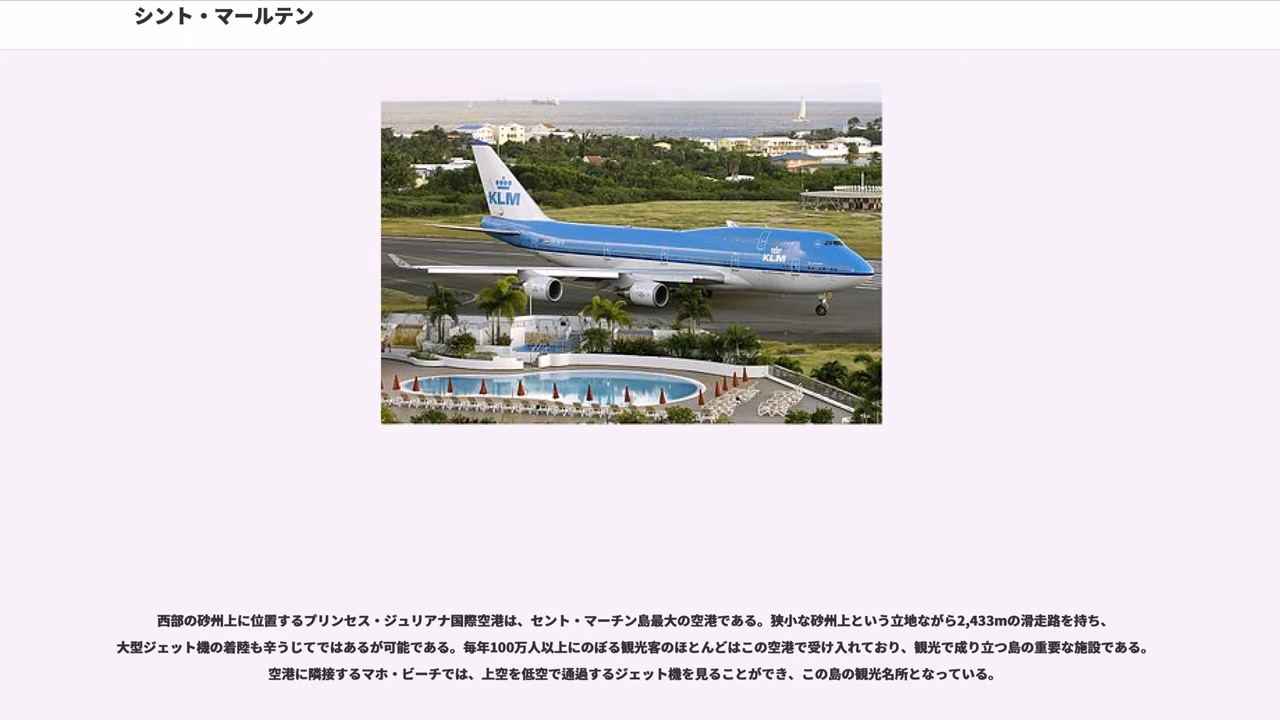 シント・マールテン
KLM
KLM
西部の砂州上に位置するプリンセス・ジュリアナ国際空港は、セント・マーチン島最大の空港である。狭小な砂州上という立地ながら2,433mの滑走路を持ち、
大型ジェット機の着陸も辛うじてではあるが可能である。毎年100万人以上にのぼる観光客のほとんどはこの空港で受け入れており、観光で成り立つ島の重要な施設である。
空港に隣接するマホ・ビーチでは、上空を低空で通過するジェット機を見ることができ、この島の観光名所となっている。